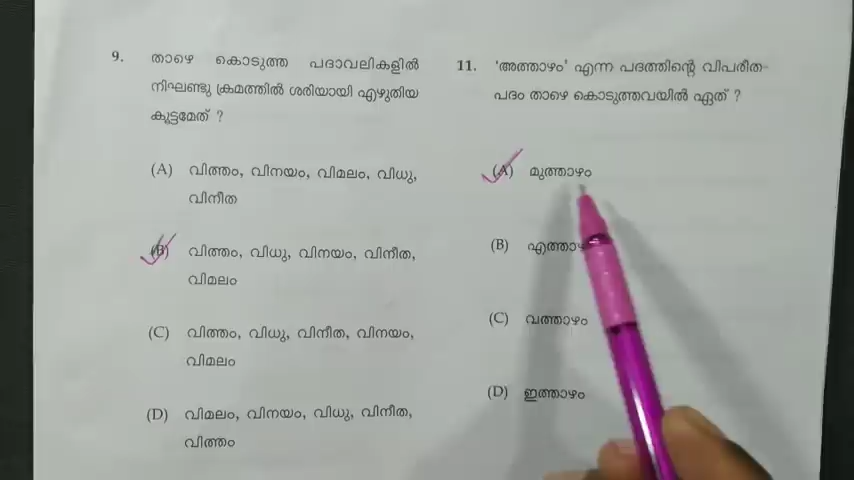 9. താഴെ കൊടുത്ത പദാവലികളിൽ
നിഘണ്ടു ക്രമത്തിൽ ശരിയായി എഴുതിയ
കൂട്ടമേത് ?
(A) വിത്തം, വിനയം, വിമലം, വിധു,
വിനീത
(B) വിത്തം, വിധു, വിനയം, വിനീത,
വിമലം
(C) വിത്തം, വിധു, വിനീത, വിനയം,
വിമലം
(D) വിമലം, വിനയം, വിധു, വിനീത,
വിത്തം
11. 'അത്താഴം' എന്ന പദത്തിന്റെ വിപരീത-
പദം താഴെ കൊടുത്തവയിൽ ഏത് ?
(A) മുത്താഴം
(B)
(C) വത്താഴം
(D) ഇത്താഴം